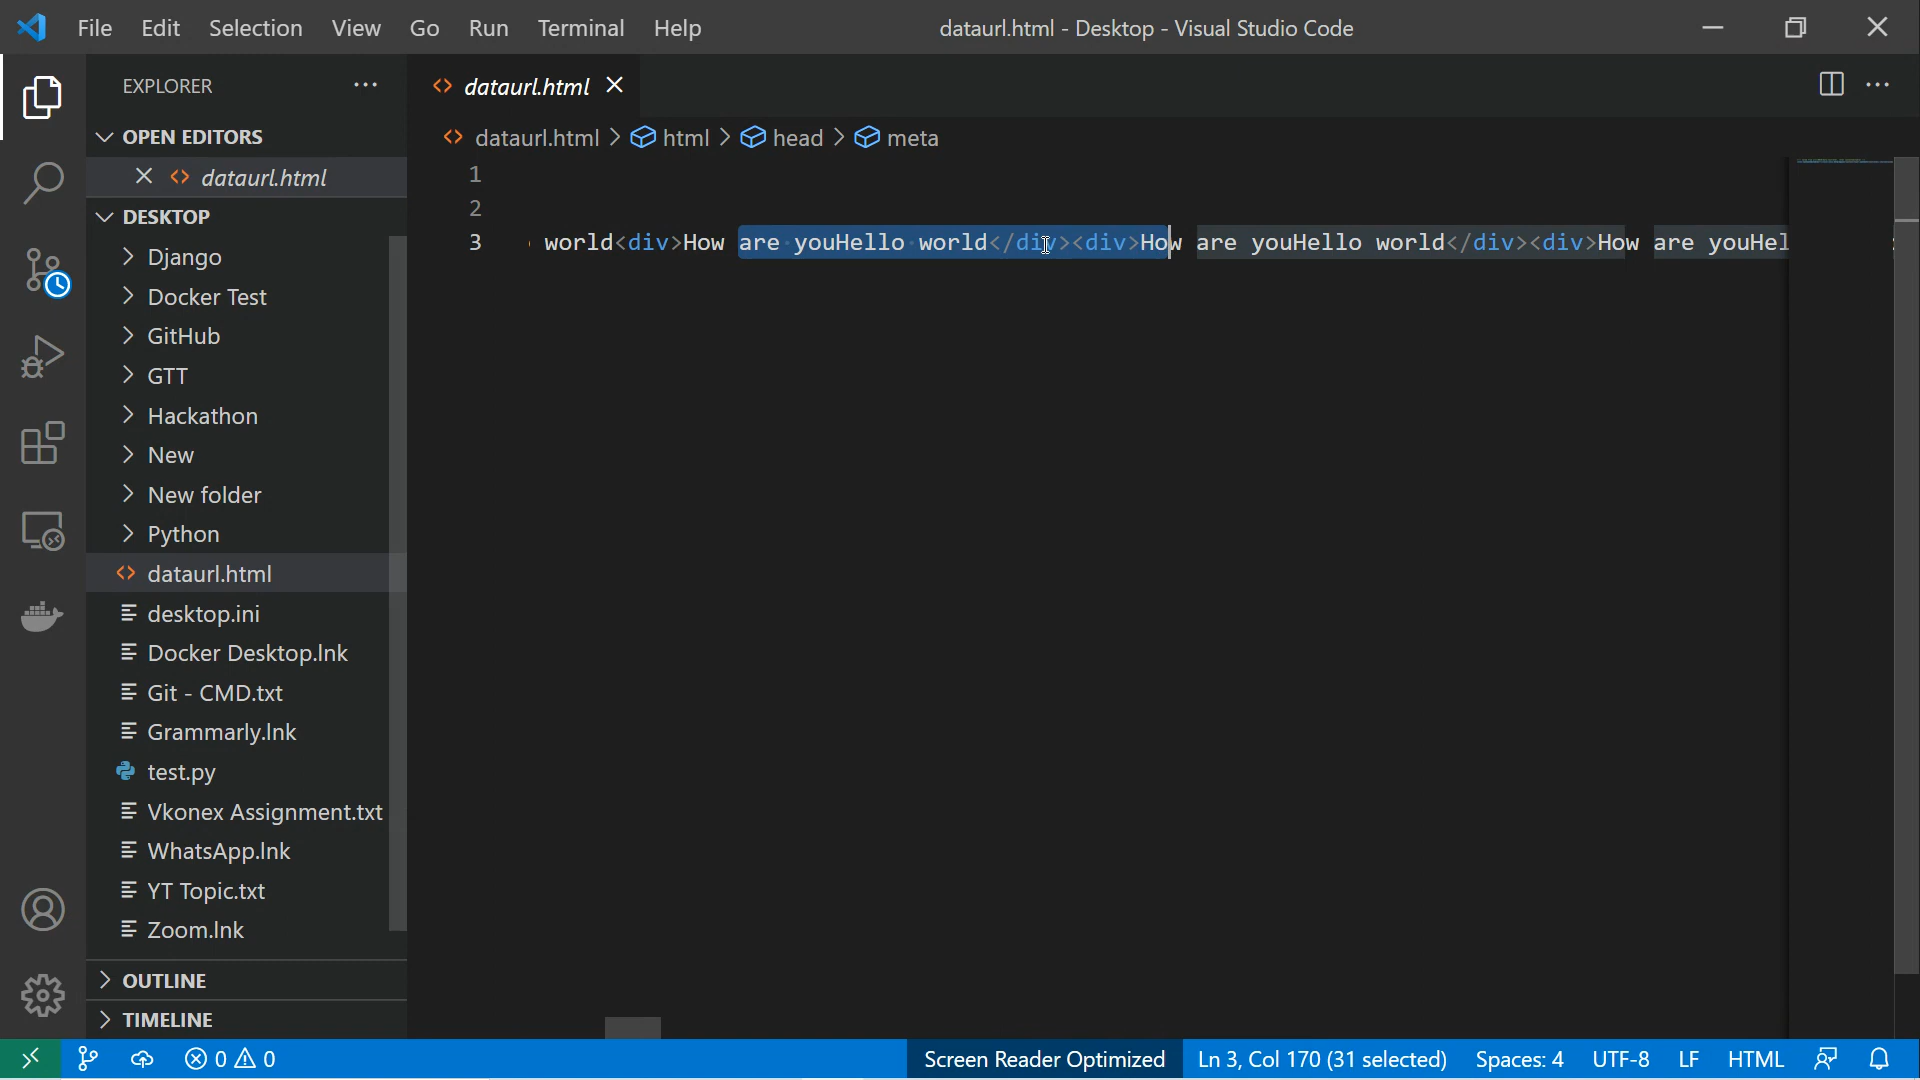 File Edit Selection View Go Run Terminal Help
dataurl.html - Desktop - Visual Studio Code
EXPLORER
dataurl.html
OPEN EDITORS
dataurl.html > html > head > meta
dataurl.html
DESKTOP
Django
Docker Test
GitHub
GTT
Hackathon
New
New folder
Python
dataurl.html
desktop.ini
Docker Desktop.lnk
Git - CMD.txt
Grammarly.lnk
test.py
Vkonex Assignment.txt
WhatsApp.lnk
YT Topic.txt
Zoom.lnk
OUTLINE
TIMELINE
1
2
3 world<div>How are youHello world</div><div>How are youHello world</div><div>How are youHel
0 0
Screen Reader Optimized Ln 3, Col 170 (31 selected) Spaces: 4 UTF-8 LF HTML